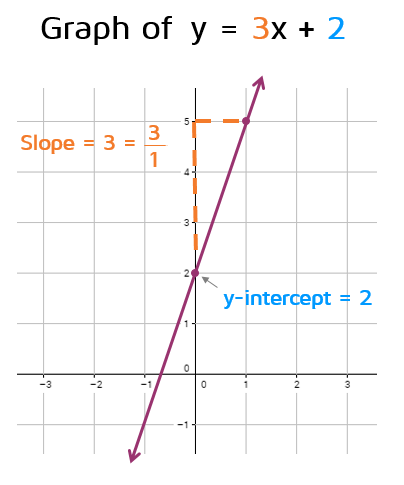 Graph of y = 3x + 2
5
Slope = 3 = 3/1
4
3
2
y-intercept = 2
1
0
-3 -2 -1 0 1 2 3
-1